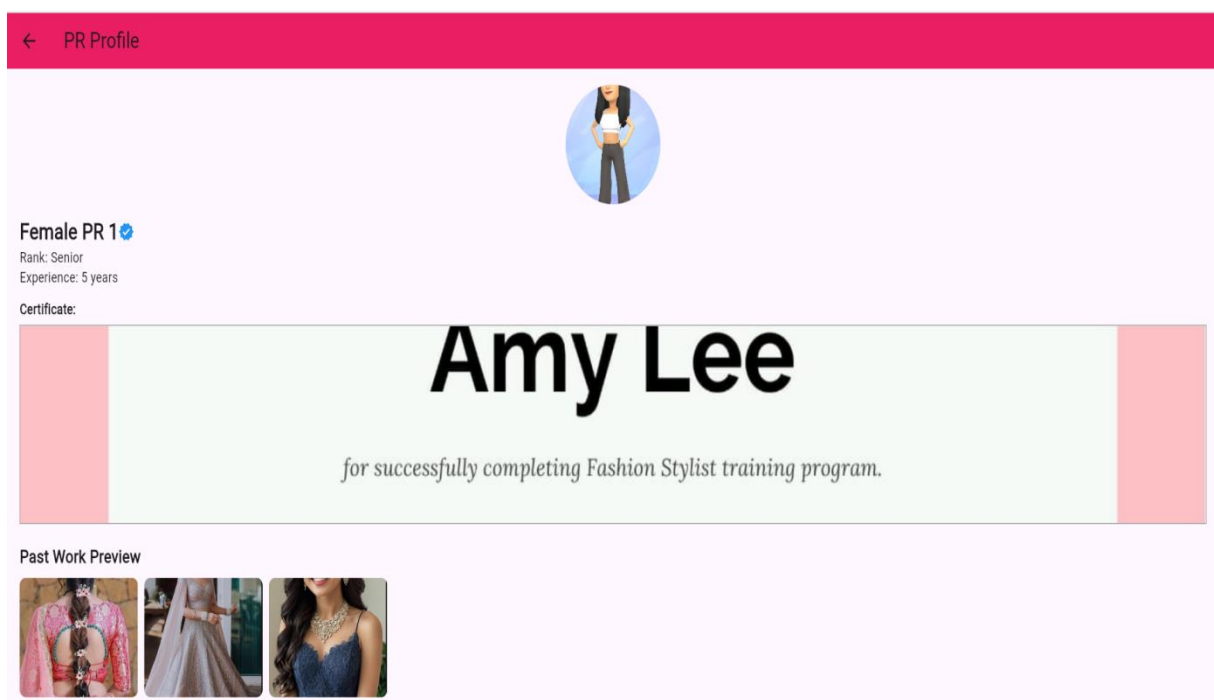 PR Profile
Female PR 1
Rank: Senior
Experience: 5 years
Certificate:
Amy Lee
for successfully completing Fashion Stylist training program.
Past Work Preview